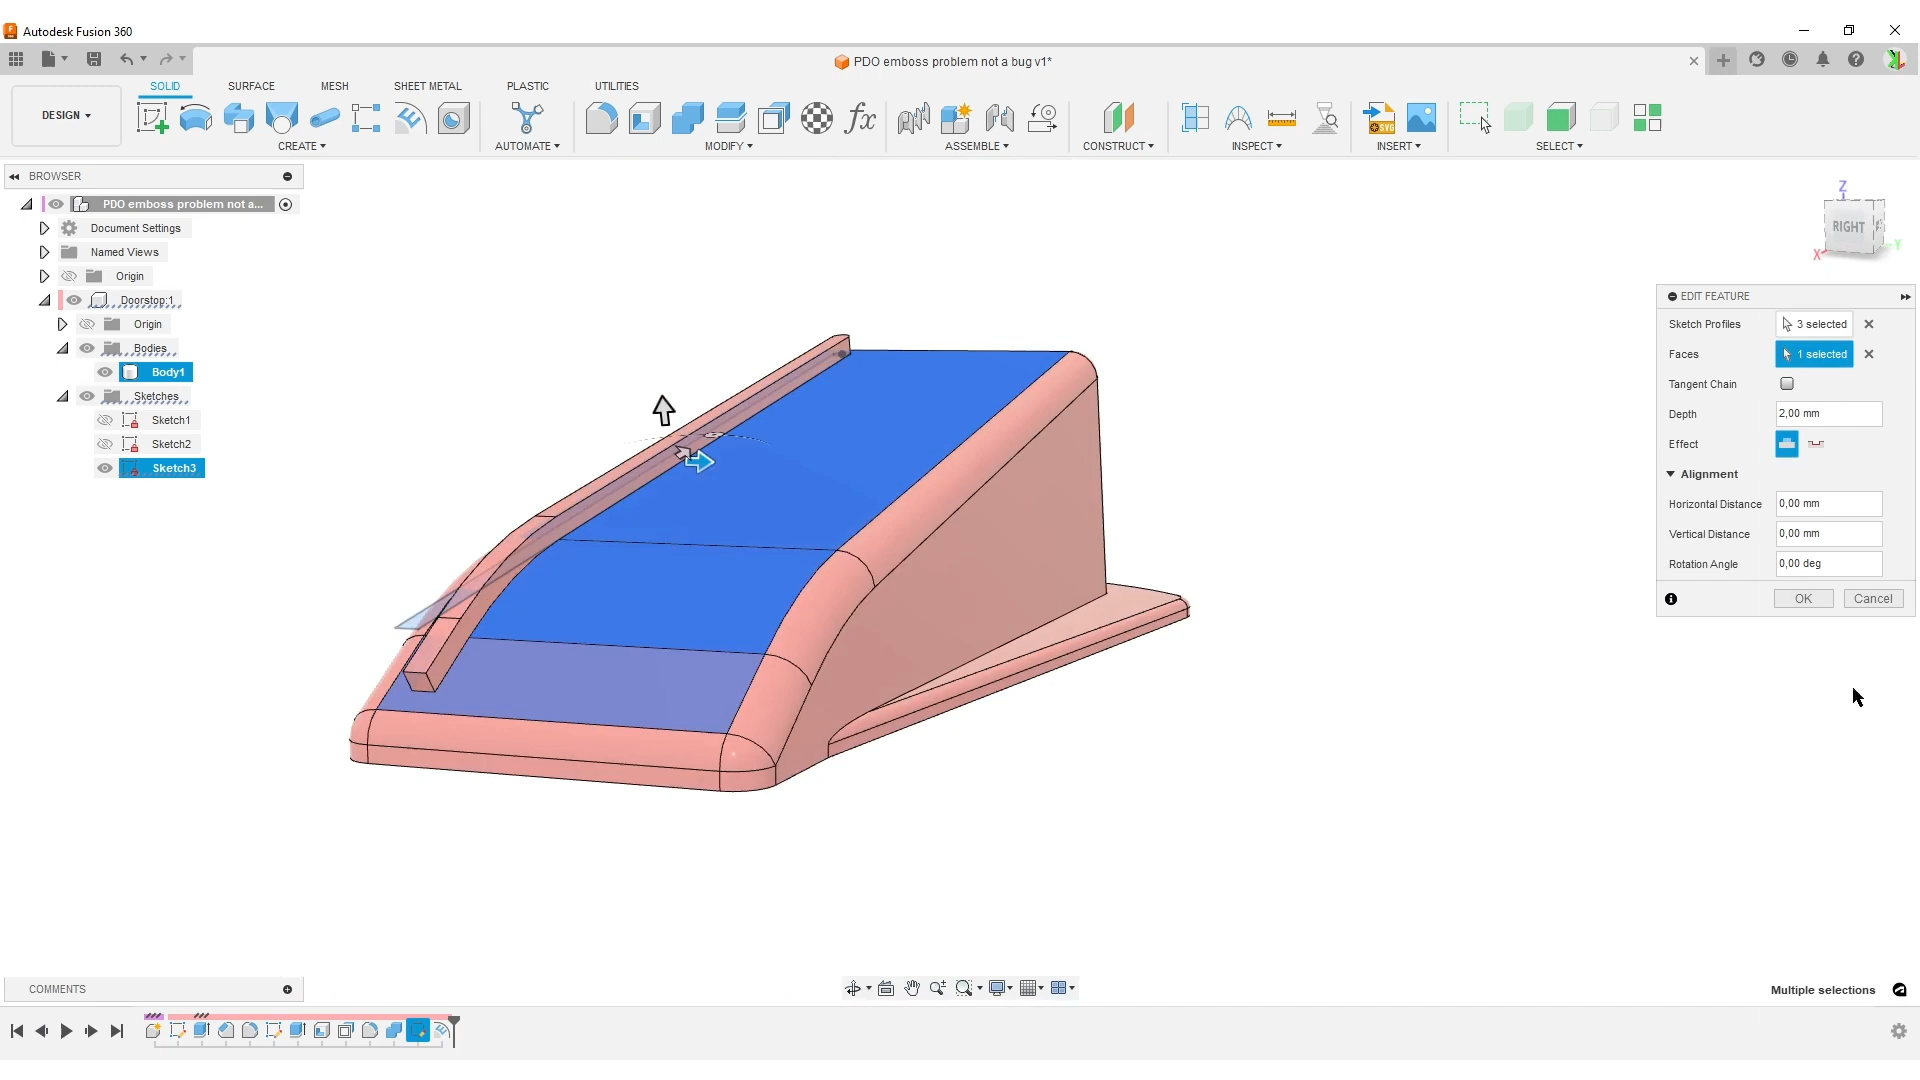 Autodesk Fusion 360
PDO emboss problem not a bug v1*
SOLID
SURFACE
MESH
SHEET METAL
PLASTIC
UTILITIES
DESIGN
CREATE
AUTOMATE
MODIFY
ASSEMBLE
CONSTRUCT
INSPECT
INSERT
SELECT
BROWSER
PDO emboss problem not a...
Document Settings
Named Views
Origin
Doorstop:1
Origin
Bodies
Body1
Sketches
Sketch1
Sketch2
Sketch3
Z
RIGHT
X
Y
EDIT FEATURE
Sketch Profiles 3 selected
Faces 1 selected
Tangent Chain
Depth 2,00 mm
Effect
Alignment
Horizontal Distance 0,00 mm
Vertical Distance 0,00 mm
Rotation Angle 0,00 deg
OK Cancel
COMMENTS
Multiple selections